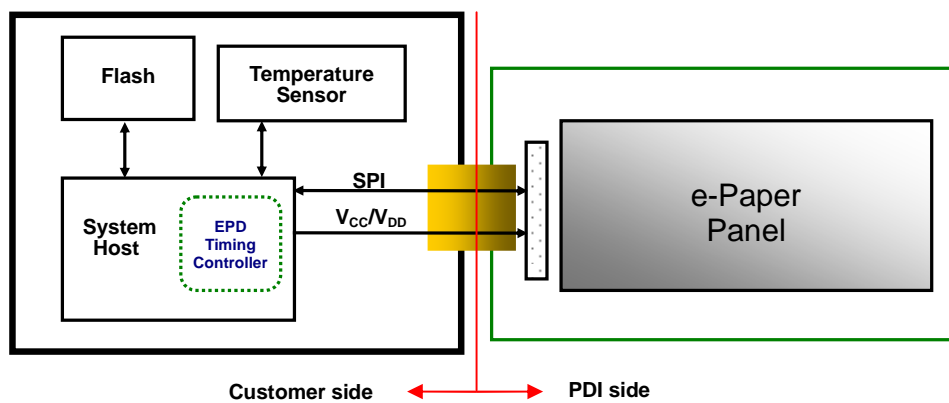 Flash
Temperature
Sensor
SPI
System
Host
EPD
Timing
Controller
VCC/VDD
e-Paper
Panel
Customer side
PDI side